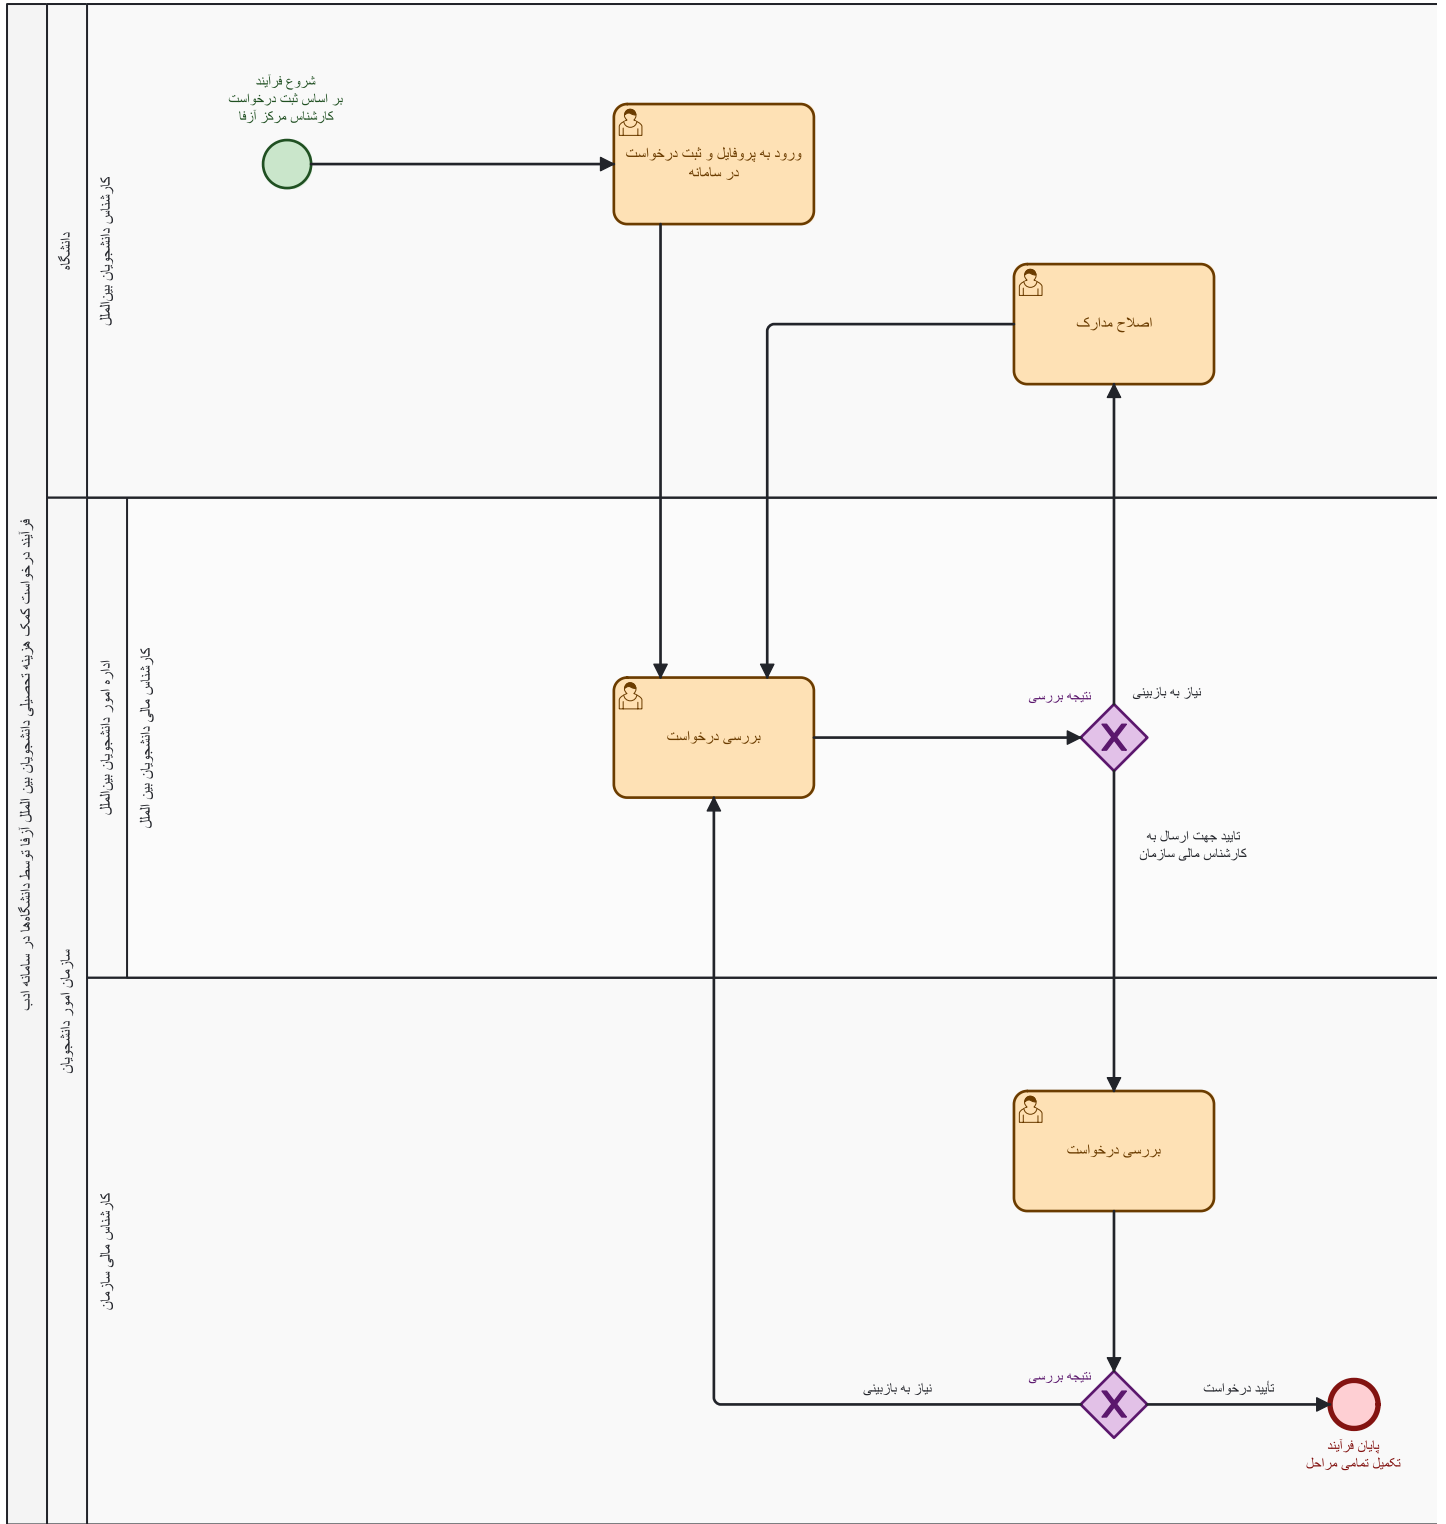 فرآیند درخواست کمک هزینه تحصیلی دانشجویان بین الملل آزفا توسط دانشگاه‌ها در سامانه ادب
دانشگاه
کارشناس دانشجویان بین‌الملل
شروع فرآیند
بر اساس ثبت درخواست
کارشناس مرکز آزفا
ورود به پروفایل و ثبت درخواست
در سامانه
اصلاح مدارک
سازمان امور دانشجویان
اداره امور دانشجویان بین‌الملل
کارشناس مالی دانشجویان بین الملل
بررسی درخواست
نتیجه بررسی
نیاز به بازبینی
تایید جهت ارسال به
کارشناس مالی سازمان
کارشناس مالی سازمان
بررسی درخواست
نتیجه بررسی
نیاز به بازبینی
تأیید درخواست
پایان فرآیند
تکمیل تمامی مراحل